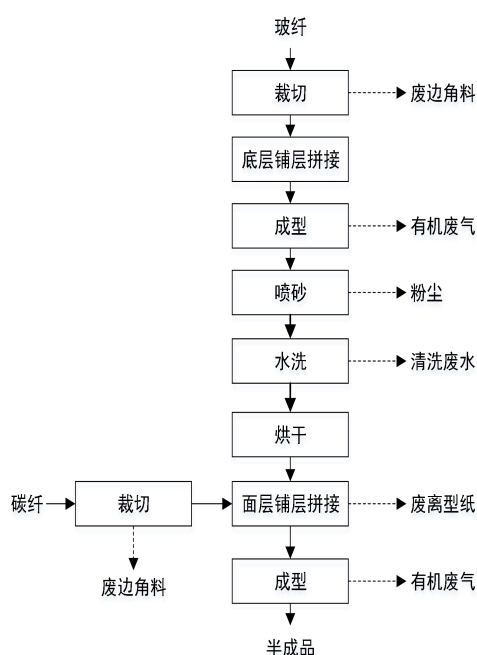 玻纤
裁切
废边角料
底层铺层拼接
成型
有机废气
喷砂
粉尘
水洗
清洗废水
烘干
碳纤
裁切
面层铺层拼接
废离型纸
废边角料
成型
有机废气
半成品